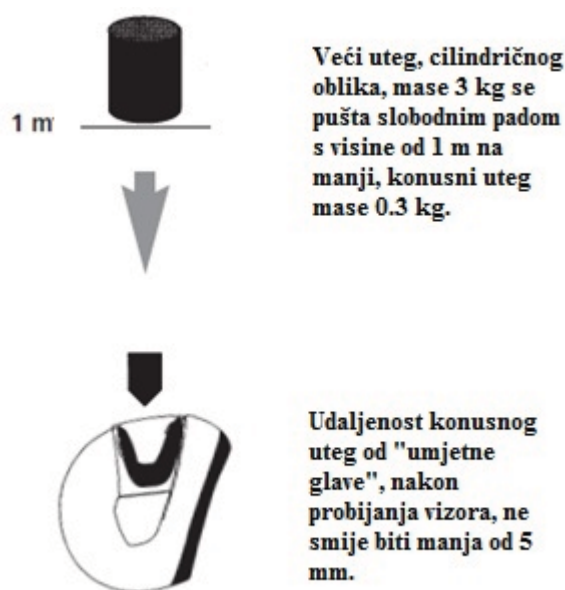 Veći uteg, cilindričnog
oblika, mase 3 kg se
pušta slobodnim padom
s visine od 1 m na
manji, konusni uteg
mase 0.3 kg.
1 m
Udaljenost konusnog
uteg od "umjetne
glave", nakon
probijanja vizora, ne
smije biti manja od 5
mm.